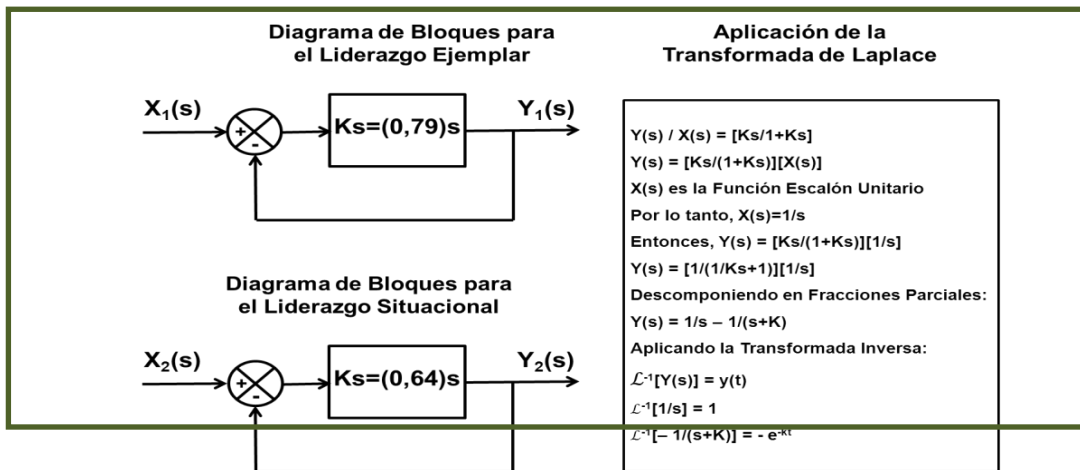 Diagrama de Bloques para
el Liderazgo Ejemplar
X₁(s)
+
-
Ks=(0,79)s
Y₁(s)
Diagrama de Bloques para
el Liderazgo Situacional
X₂(s)
+
-
Ks=(0,64)s
Y₂(s)
Aplicación de la
Transformada de Laplace
Y(s) / X(s) = [Ks/1+Ks]
Y(s) = [Ks/(1+Ks)][X(s)]
X(s) es la Función Escalón Unitario
Por lo tanto, X(s)=1/s
Entonces, Y(s) = [Ks/(1+Ks)][1/s]
Y(s) = [1/(1/Ks+1)][1/s]
Descomponiendo en Fracciones Parciales:
Y(s) = 1/s – 1/(s+K)
Aplicando la Transformada Inversa:
ℒ⁻¹[Y(s)] = y(t)
ℒ⁻¹[1/s] = 1
ℒ⁻¹[– 1/(s+K)] = - e⁻ᵏᵗ